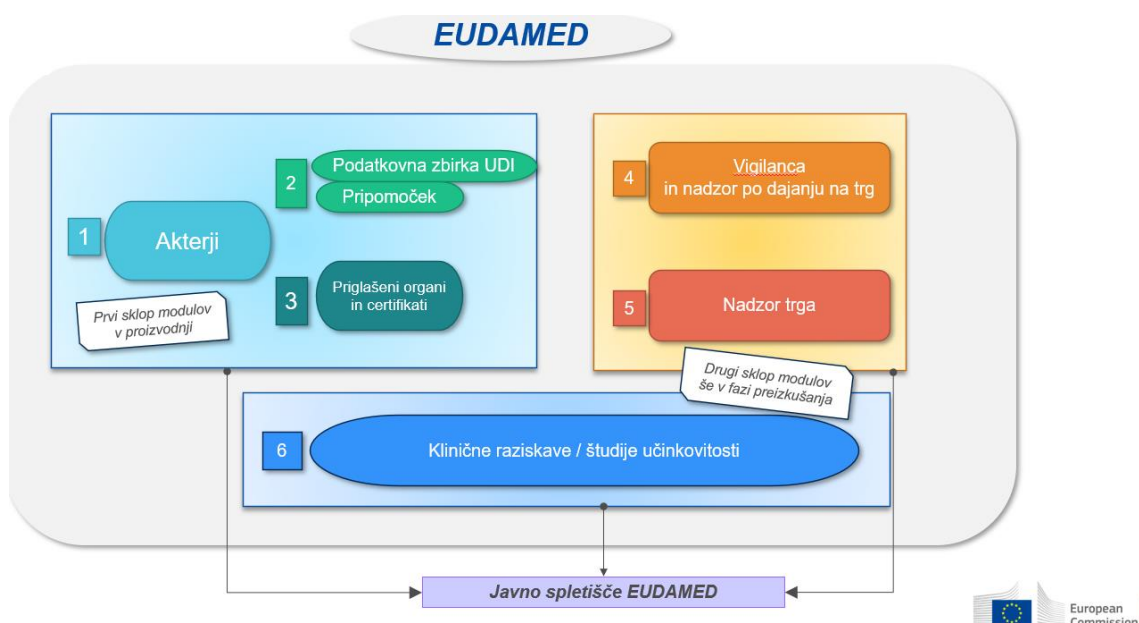 EUDAMED
1
Akterji
Prvi sklop modulov
v proizvodnji
2
Podatkovna zbirka UDI
Pripomoček
3
Priglašeni organi
in certifikati
4
Vigilanca
in nadzor po dajanju na trg
5
Nadzor trga
Drugi sklop modulov
še v fazi preizkušanja
6
Klinične raziskave / študije učinkovitosti
Javno spletišče EUDAMED
European
Commission